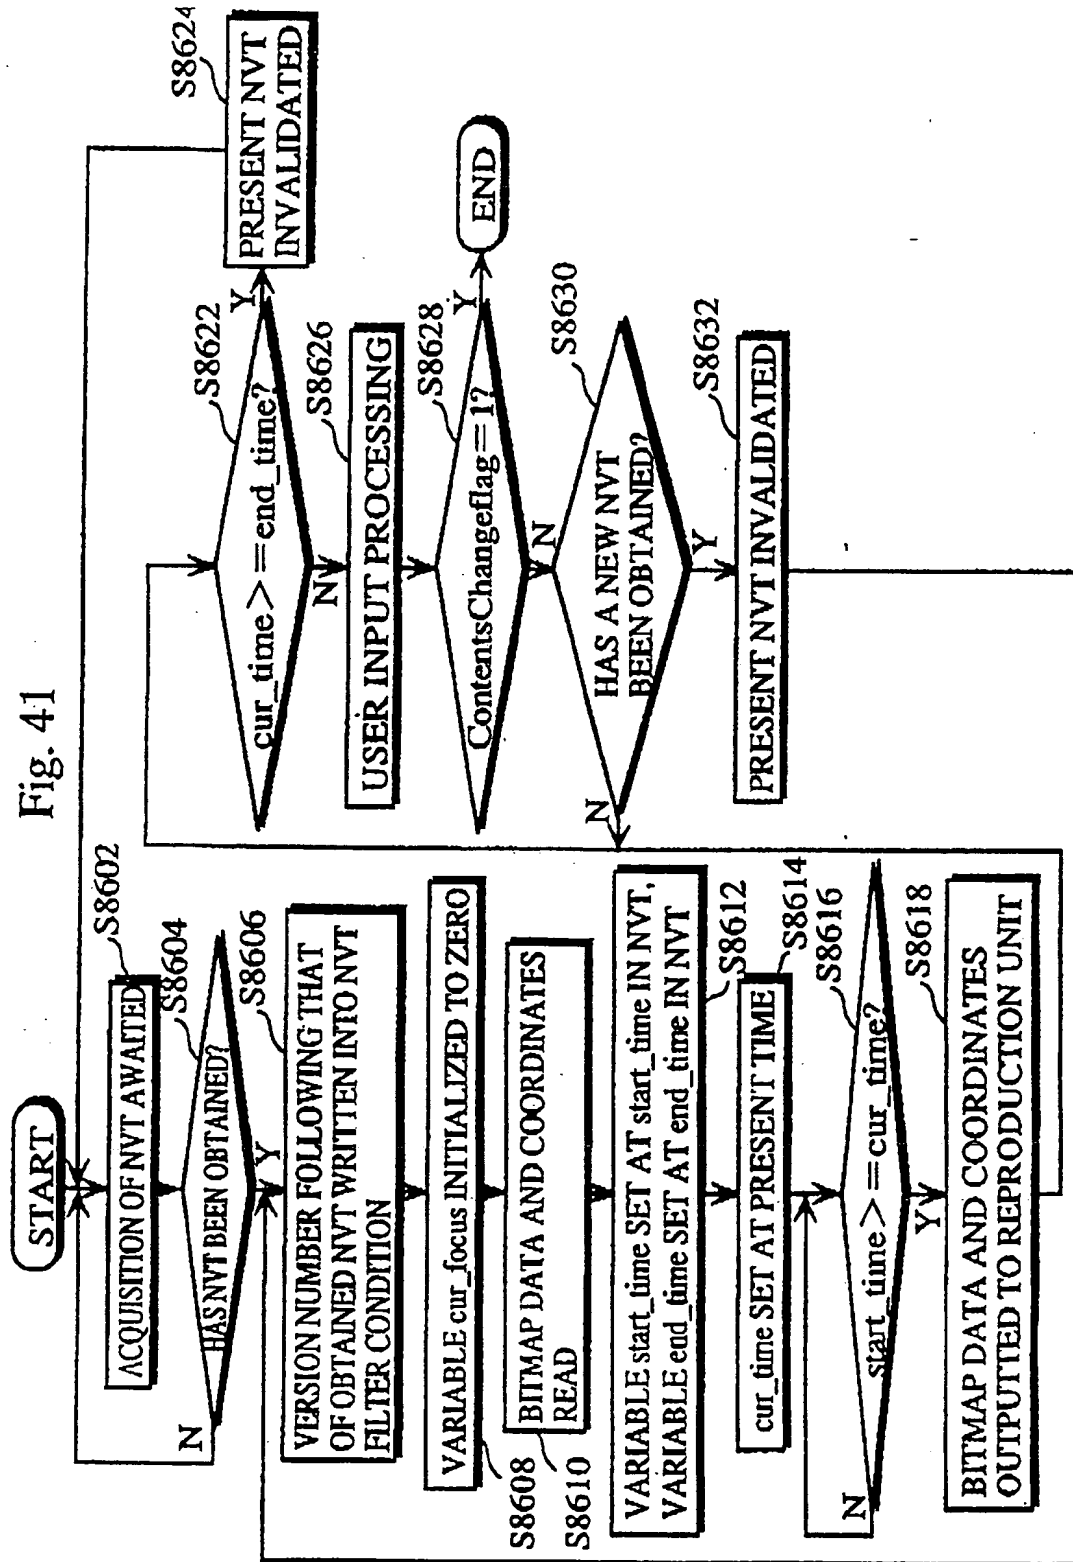 Fig. 41
START
ACQUISITION OF NVT AWAITED
S8602
HAS NVT BEEN OBTAINED?
S8604
N
Y
VERSION NUMBER FOLLOWING THAT
OF OBTAINED NVT WRITTEN INTO NVT
FILTER CONDITION
S8606
VARIABLE cur_focus INITIALIZED TO ZERO
S8608
BITMAP DATA AND COORDINATES
READ
S8610
VARIABLE start_time SET AT start_time IN NVT,
VARIABLE end_time SET AT end_time IN NVT
S8612
cur_time SET AT PRESENT TIME
S8614
start_time>=cur_time?
S8616
N
Y
BITMAP DATA AND COORDINATES
OUTPUTTED TO REPRODUCTION UNIT
S8618
cur_time>=end_time?
S8622
Y
N
PRESENT NVT
INVALIDATED
S8624
USER INPUT PROCESSING
S8626
ContentsChangeflag==1?
S8628
Y
N
END
HAS A NEW NVT
BEEN OBTAINED?
S8630
N
Y
PRESENT NVT INVALIDATED
S8632